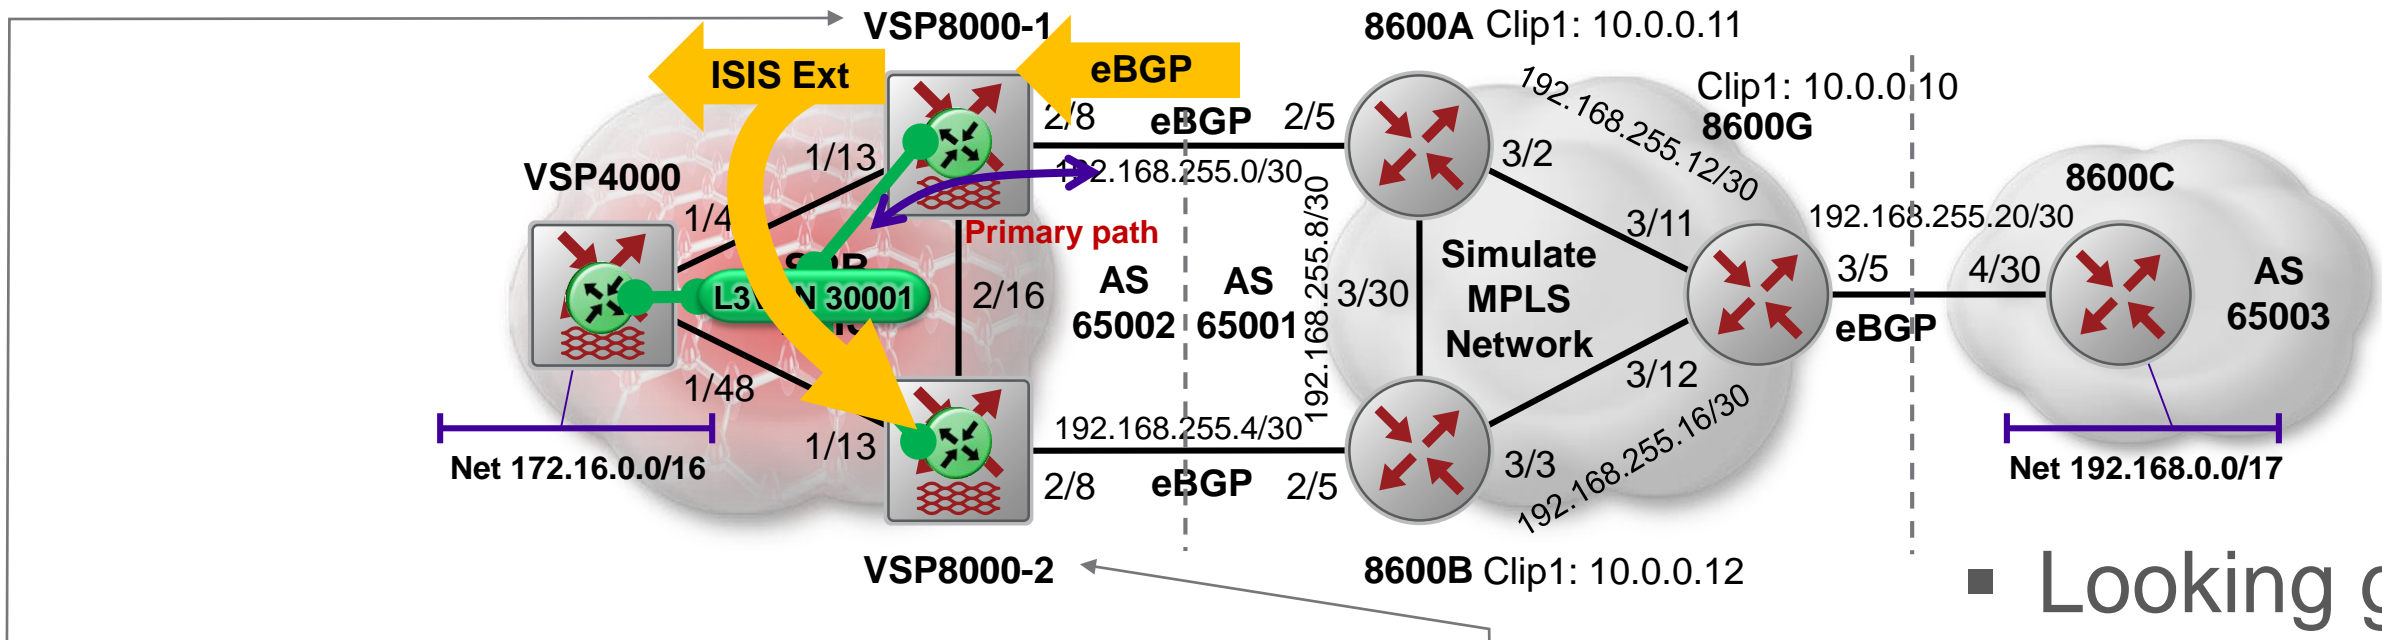 VSP8000-1
8600A Clip1: 10.0.0.11
ISIS Ext
eBGP
Clip1: 10.0.0.10
8600G
192.168.255.12/30
2/8
eBGP
2/5
1/13
3/2
192.168.255.0/30
VSP4000
8600C
1/4
Primary path
3/11
192.168.255.20/30
192.168.255.8/30
Simulate
MPLS
Network
AS
65002
AS
65001
3/5
4/30
AS
65003
L3VPN 30001
2/16
3/30
eBGP
1/48
3/12
192.168.255.4/30
1/13
3/3
192.168.255.16/30
Net 172.16.0.0/16
Net 192.168.0.0/17
2/8
eBGP
2/5
VSP8000-2
8600B Clip1: 10.0.0.12
▪ Looking g